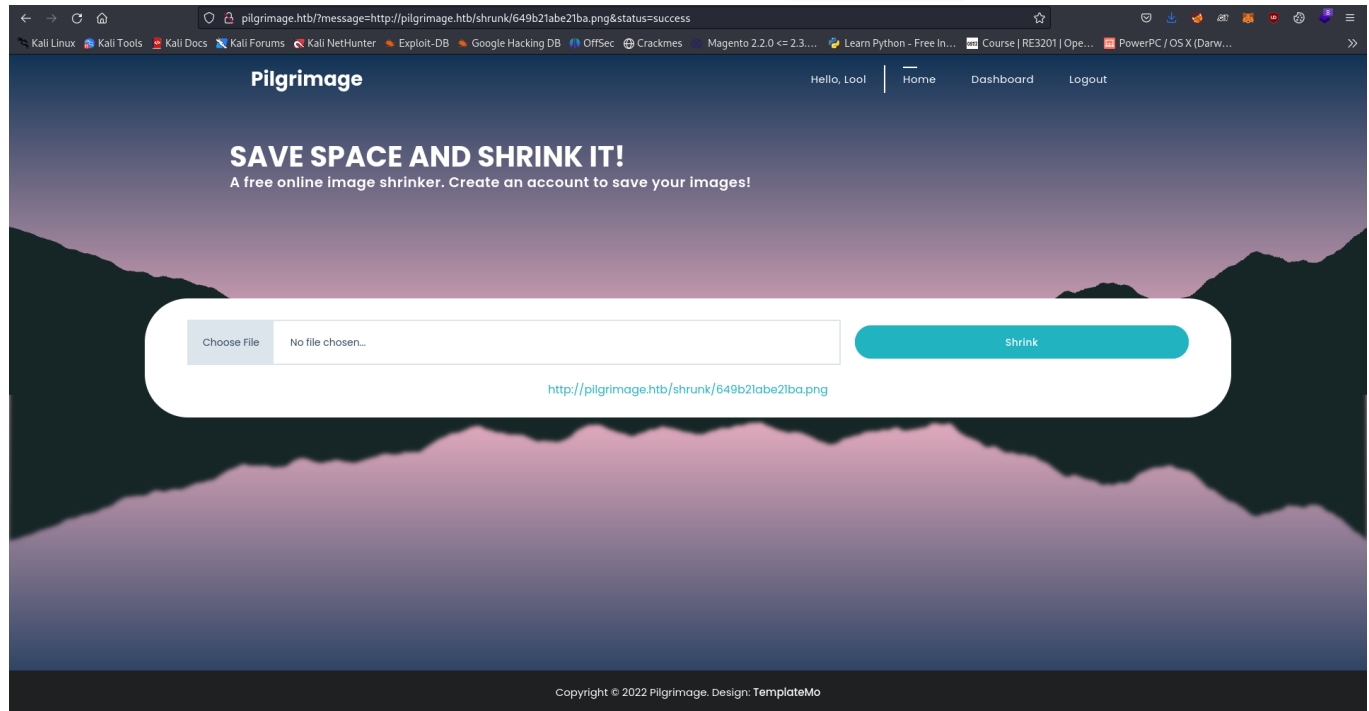 pilgrimage.htb/?message=http://pilgrimage.htb/shrunk/649b21abe21ba.png&status=success
Kali Linux Kali Tools Kali Docs Kali Forums Kali NetHunter Exploit-DB Google Hacking DB OffSec Crackmes Magento 2.2.0 <= 2.3.... Learn Python - Free In... Course | RE3201 | Ope... PowerPC / OS X (Darw...
Pilgrimage Hello, Lool Home Dashboard Logout
SAVE SPACE AND SHRINK IT!
A free online image shrinker. Create an account to save your images!
Choose File No file chosen... Shrink
http://pilgrimage.htb/shrunk/649b21abe21ba.png
Copyright © 2022 Pilgrimage. Design: TemplateMo